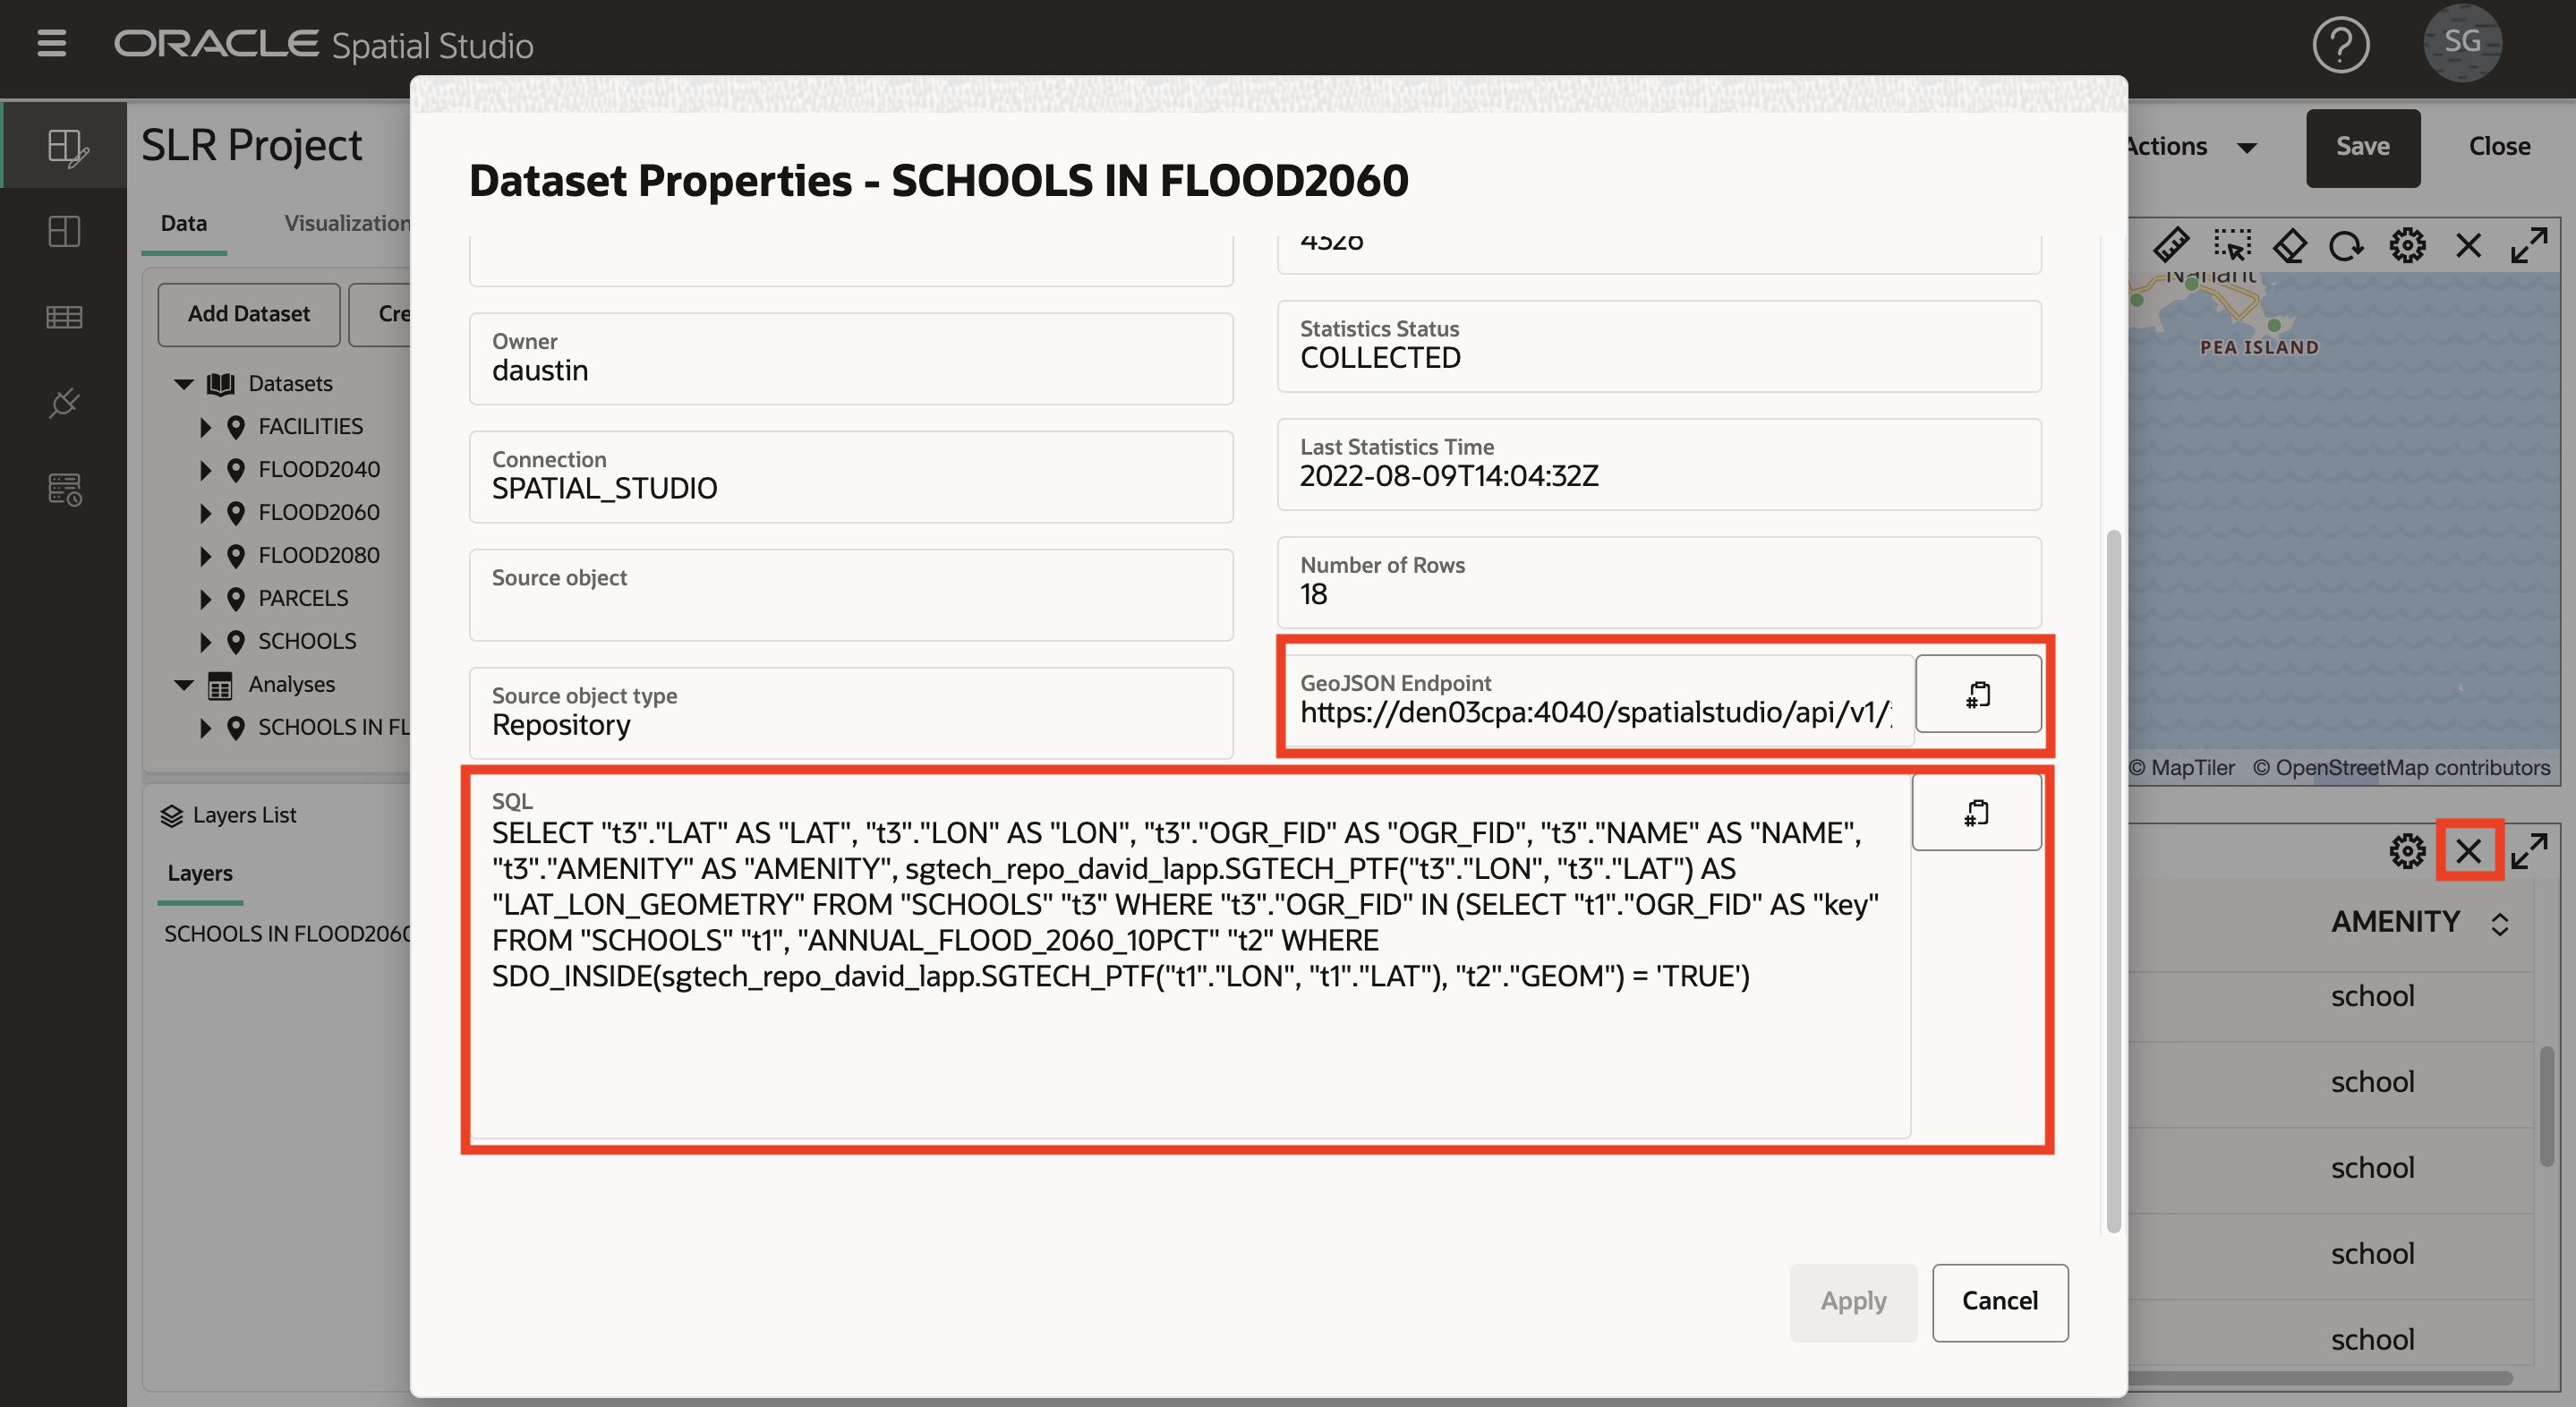 ORACLE Spatial Studio
SG
SLR Project
Actions
Save
Close
Data
Visualization
Add Dataset
Datasets
FACILITIES
FLOOD2040
FLOOD2060
FLOOD2080
PARCELS
SCHOOLS
Analyses
SCHOOLS IN FL
Layers List
Layers
SCHOOLS IN FLOOD2060
Dataset Properties - SCHOOLS IN FLOOD2060
Owner
daustin
Connection
SPATIAL_STUDIO
Source object
Source object type
Repository
4326
Statistics Status
COLLECTED
Last Statistics Time
2022-08-09T14:04:32Z
Number of Rows
18
GeoJSON Endpoint
https://den03cpa:4040/spatialstudio/api/v1/
SQL
SELECT "t3"."LAT" AS "LAT", "t3"."LON" AS "LON", "t3"."OGR_FID" AS "OGR_FID", "t3"."NAME" AS "NAME",
"t3"."AMENITY" AS "AMENITY", sgtech_repo_david_lapp.SGTECH_PTF("t3"."LON", "t3"."LAT") AS
"LAT_LON_GEOMETRY" FROM "SCHOOLS" "t3" WHERE "t3"."OGR_FID" IN (SELECT "t1"."OGR_FID" AS "key"
FROM "SCHOOLS" "t1", "ANNUAL_FLOOD_2060_10PCT" "t2" WHERE
SDO_INSIDE(sgtech_repo_david_lapp.SGTECH_PTF("t1"."LON", "t1"."LAT"), "t2"."GEOM") = 'TRUE')
Apply
Cancel
Nahant
PEA ISLAND
© MapTiler © OpenStreetMap contributors
AMENITY
school
school
school
school
school